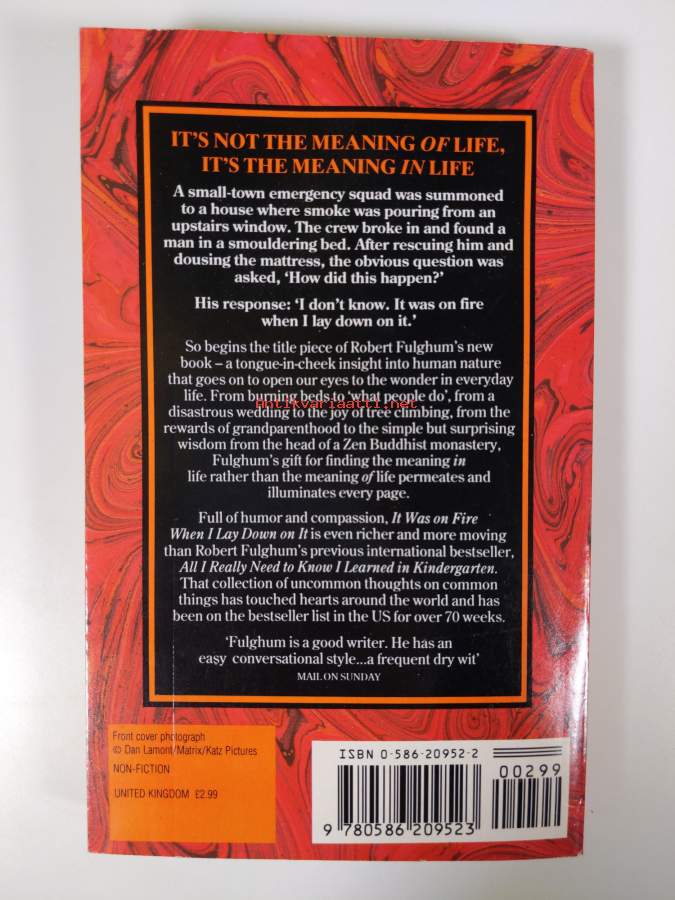 IT'S NOT THE MEANING OF LIFE,
IT'S THE MEANING IN LIFE
A small-town emergency squad was summoned
to a house where smoke was pouring from an
upstairs window. The crew broke in and found a
man in a smouldering bed. After rescuing him and
dousing the mattress, the obvious question was
asked, 'How did this happen?'
His response: 'I don't know. It was on fire
when I lay down on it.'
So begins the title piece of Robert Fulghum's new
book – a tongue-in-cheek insight into human nature
that goes on to open our eyes to the wonder in everyday
life. From burning beds to 'what people do', from a
antikvariaatti.net
disastrous wedding to the joy of tree climbing, from the
rewards of grandparenthood to the simple but surprising
wisdom from the head of a Zen Buddhist monastery,
Fulghum's gift for finding the meaning in
life rather than the meaning of life permeates and
illuminates every page.
Full of humor and compassion, It Was on Fire
When I Lay Down on It is even richer and more moving
than Robert Fulghum's previous international bestseller,
All I Really Need to Know I Learned in Kindergarten.
That collection of uncommon thoughts on common
things has touched hearts around the world and has
been on the bestseller list in the US for over 70 weeks.
'Fulghum is a good writer. He has an
easy conversational style...a frequent dry wit'
MAIL ON SUNDAY
Front cover photograph
© Dan Lamont/Matrix/Katz Pictures
NON-FICTION
UNITED KINGDOM £2.99
ISBN 0-586-20952-2
00299
9 780586 209523